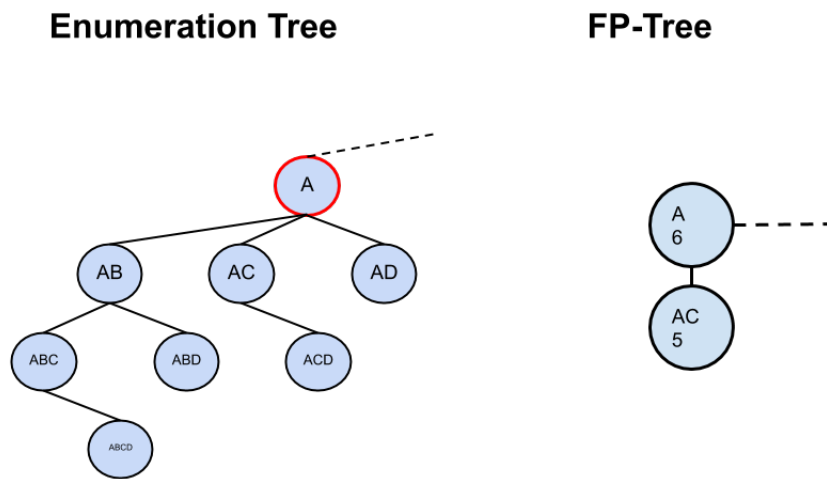 Enumeration Tree
FP-Tree
A
AB
AC
AD
ABC
ABD
ACD
ABCD
A
6
AC
5